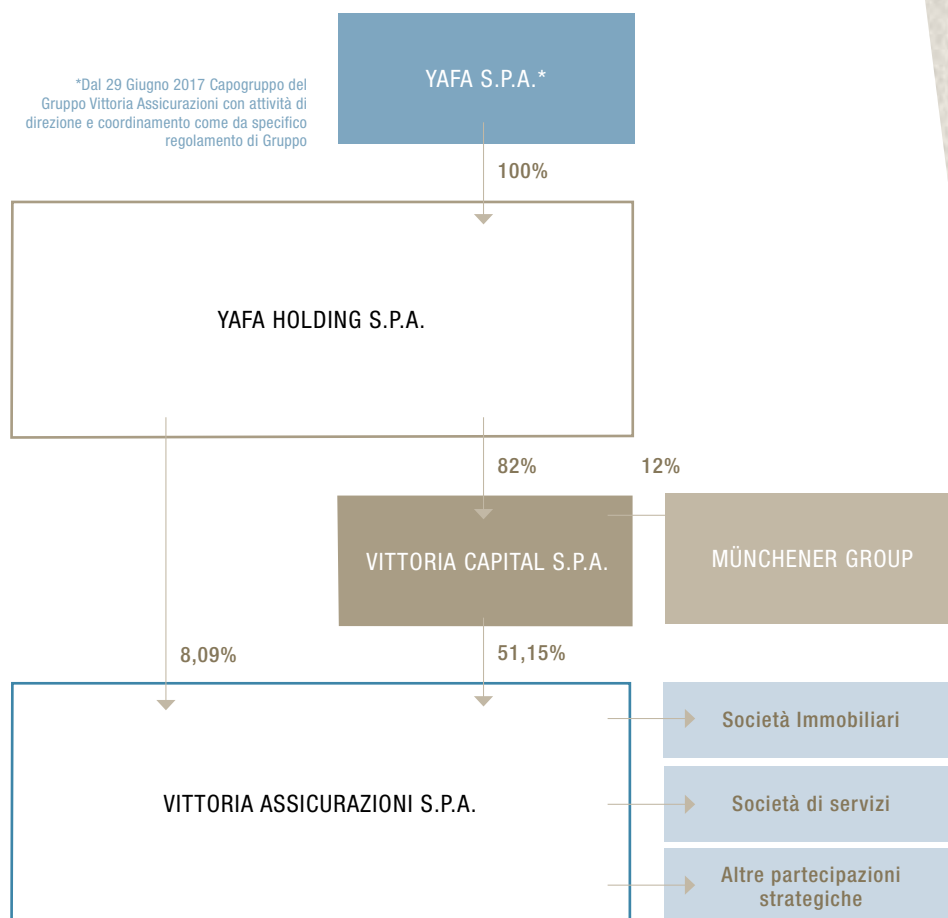 *Dal 29 Giugno 2017 Capogruppo del
Gruppo Vittoria Assicurazioni con attività di
direzione e coordinamento come da specifico
regolamento di Gruppo
YAFA S.P.A.*
100%
YAFA HOLDING S.P.A.
82%
12%
VITTORIA CAPITAL S.P.A.
MÜNCHENER GROUP
8,09%
51,15%
VITTORIA ASSICURAZIONI S.P.A.
Società Immobiliari
Società di servizi
Altre partecipazioni
strategiche